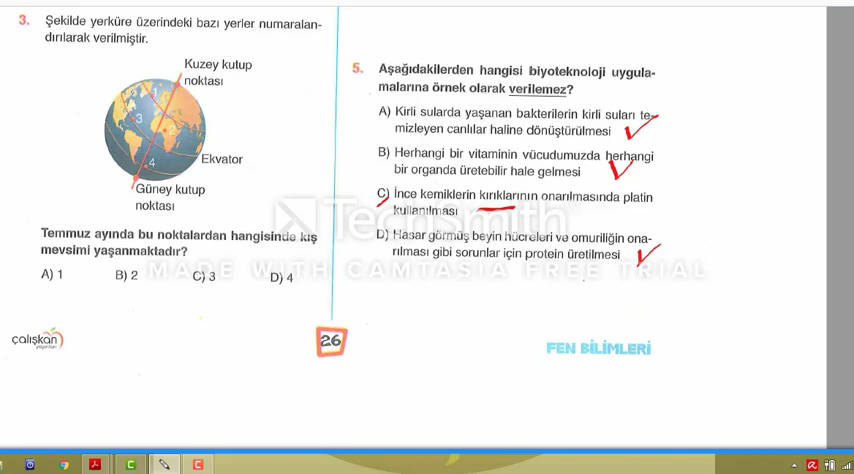 3. Şekilde yerküre üzerindeki bazı yerler numaralan-
dırılarak verilmiştir.
Kuzey kutup
noktası
1
3
2
Ekvator
4
Güney kutup
noktası
Temmuz ayında bu noktalardan hangisinde kış
mevsimi yaşanmaktadır?
A) 1 B) 2 C) 3 D) 4
5. Aşağıdakilerden hangisi biyoteknoloji uygula-
malarına örnek olarak verilemez?
A) Kirli sularda yaşanan bakterilerin kirli suları te-
mizleyen canlılar haline dönüştürülmesi
B) Herhangi bir vitaminin vücudumuzda herhangi
bir organda üretebilir hale gelmesi
C) İnce kemiklerin kırıklarının onarılmasında platin
kullanılması
D) Hasar görmüş beyin hücreleri ve omuriliğin ona-
rılması gibi sorunlar için protein üretilmesi
TechSmith
MADE WITH CAMTASIA FREE TRIAL
çalışkan
yayınları
26
FEN BİLİMLERİ